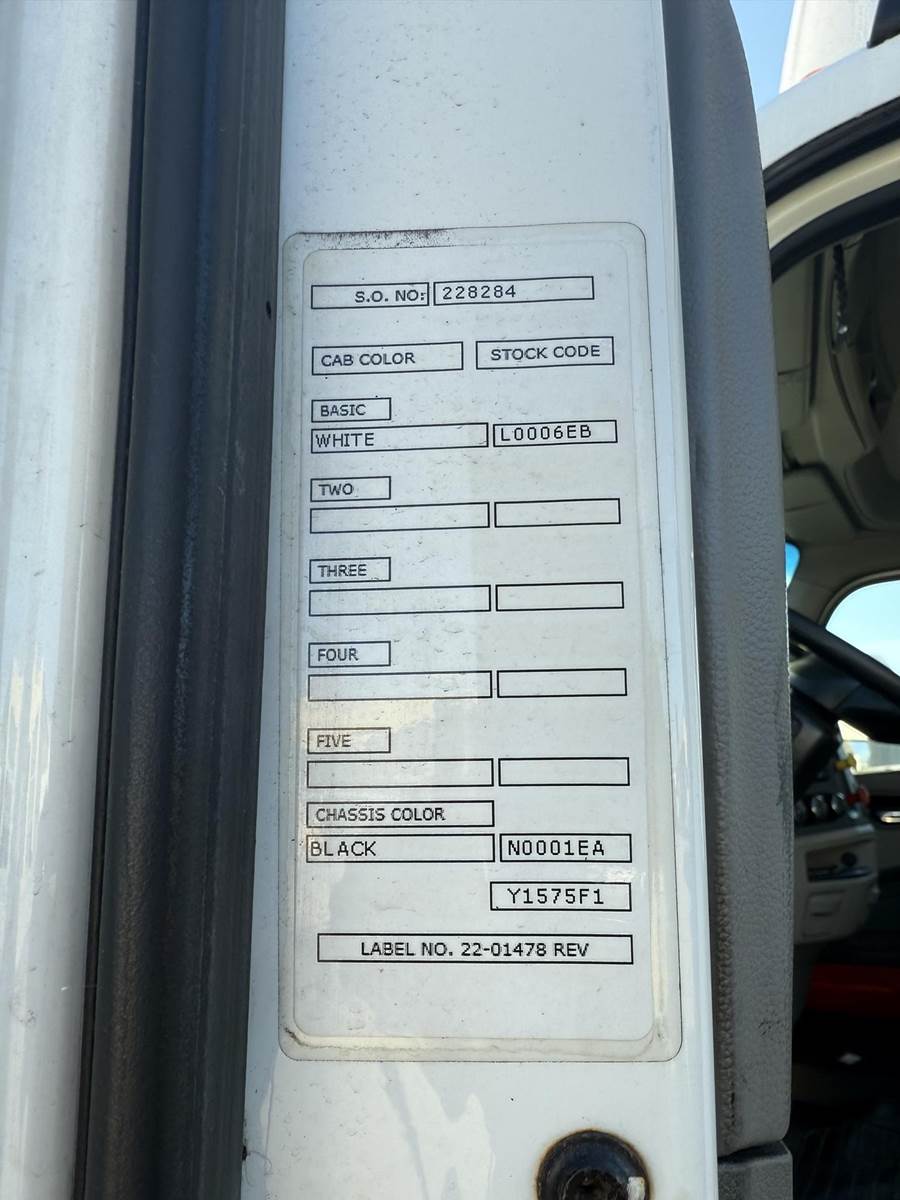 S.O. NO: 228284
CAB COLOR STOCK CODE
BASIC
WHITE L0006EB
TWO
THREE
FOUR
FIVE
CHASSIS COLOR
BLACK N0001EA
Y1575F1
LABEL NO. 22-01478 REV